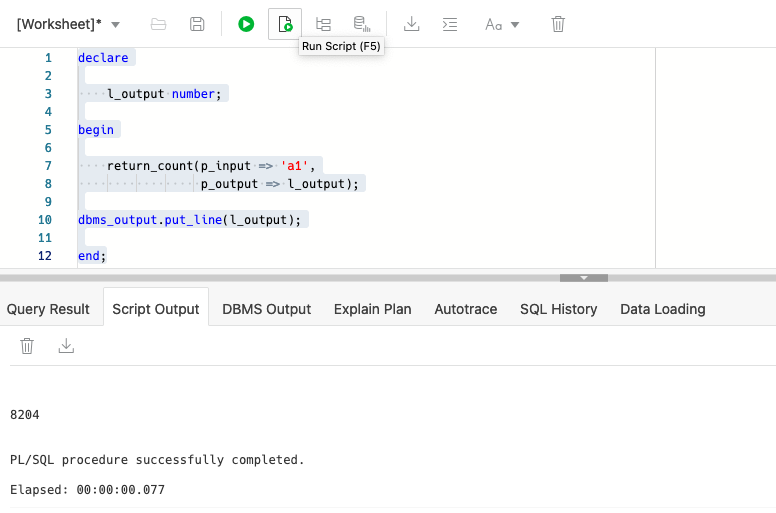 [Worksheet]*
Aa
Run Script (F5)
1 declare
2
3 l_output number;
4
5 begin
6
7 return_count(p_input => 'a1',
8 p_output => l_output);
9
10 dbms_output.put_line(l_output);
11
12 end;
Query Result Script Output DBMS Output Explain Plan Autotrace SQL History Data Loading
8204
PL/SQL procedure successfully completed.
Elapsed: 00:00:00.077